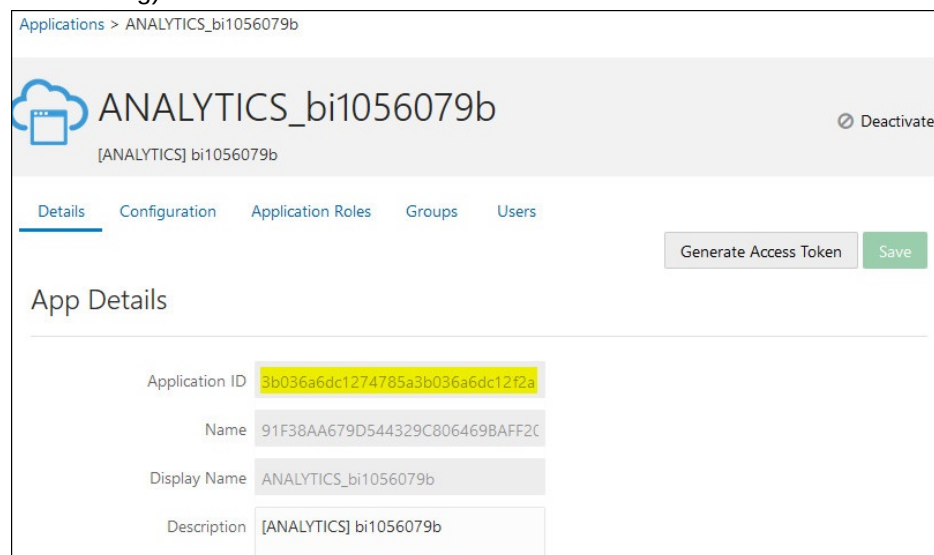 Applications > ANALYTICS_bi1056079b
ANALYTICS_bi1056079b
Deactivate
[ANALYTICS] bi1056079b
Details Configuration Application Roles Groups Users
Generate Access Token Save
App Details
Application ID 3b036a6dc1274785a3b036a6dc12f2a
Name 91F38AA679D544329C806469BAFF2
Display Name ANALYTICS_bi1056079b
Description [ANALYTICS] bi1056079b